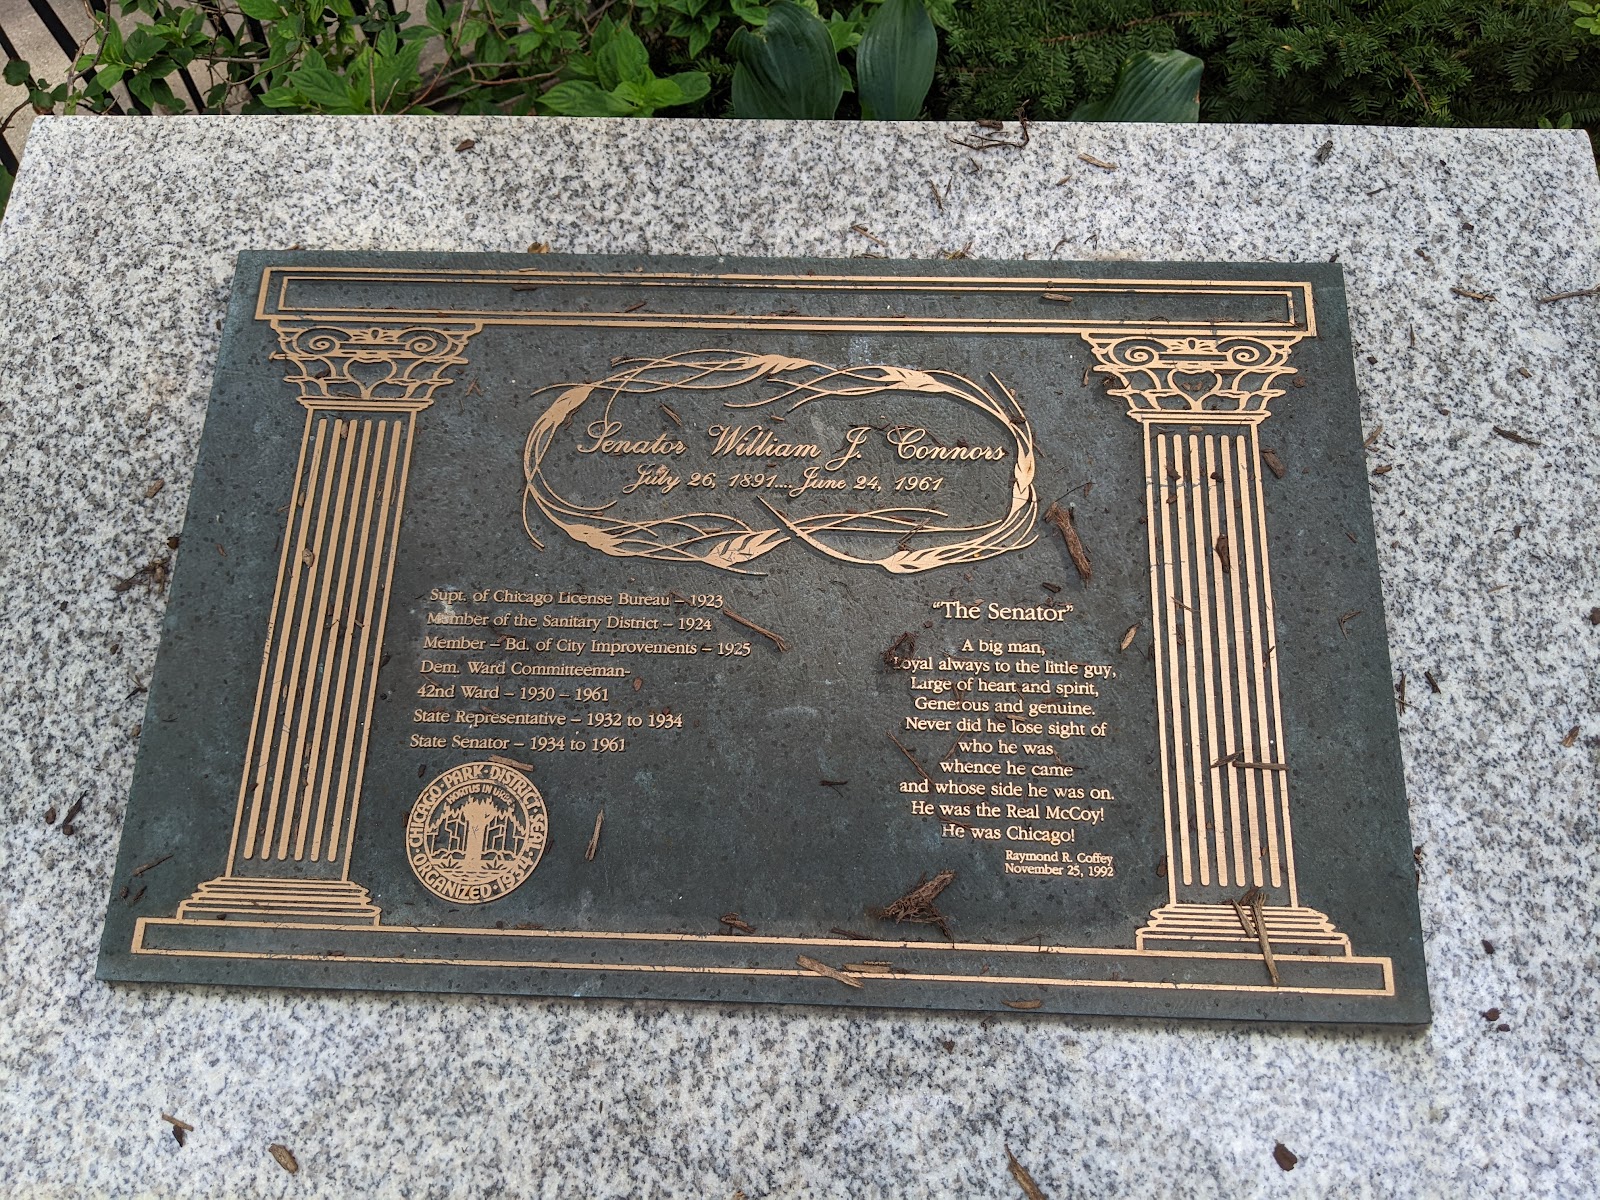 Senator William J. Connors
July 26, 1891....June 24, 1961
Supt. of Chicago License Bureau – 1923
Member of the Sanitary District – 1924
Member – Bd. of City Improvements – 1925
Dem. Ward Committeeman-
42nd Ward – 1930 – 1961
State Representative – 1932 to 1934
State Senator – 1934 to 1961
CHICAGO · PARK · DISTRICT · SEAL ·
HORTUS IN URBE
ORGANIZED · 1934
“The Senator”
A big man,
Loyal always to the little guy,
Large of heart and spirit,
Generous and genuine.
Never did he lose sight of
who he was
whence he came
and whose side he was on.
He was the Real McCoy!
He was Chicago!
Raymond R. Coffey
November 25, 1992